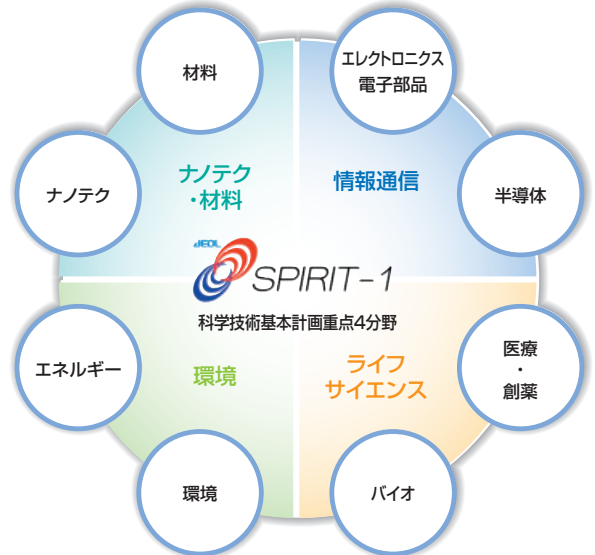 材料
エレクトロニクス
電子部品
ナノテク
半導体
ナノテク
・材料
情報通信
JEOL
SPIRIT-1
科学技術基本計画重点4分野
環境
ライフ
サイエンス
エネルギー
医療
・
創薬
環境
バイオ